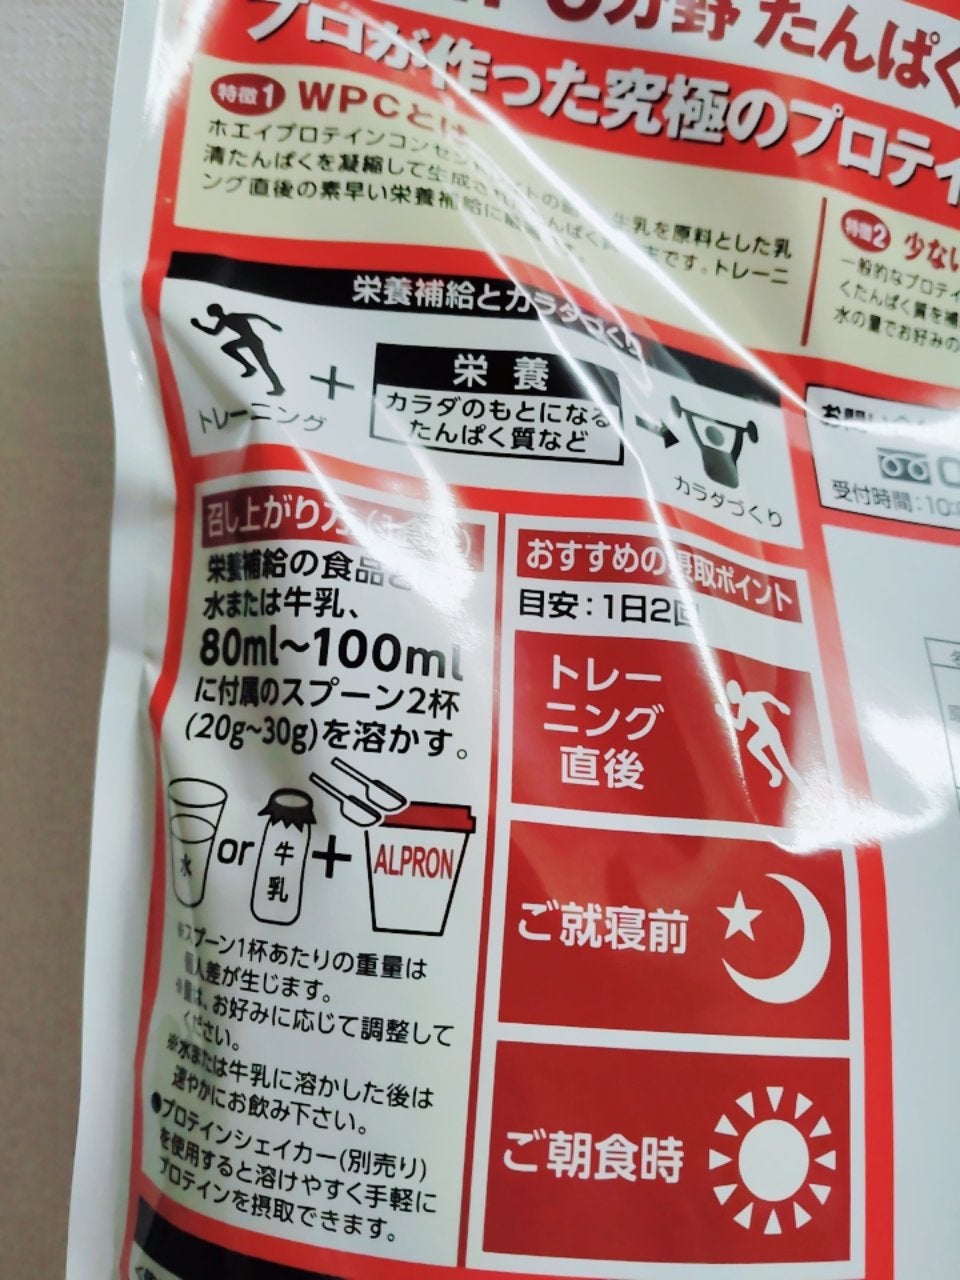 分野 たんぱく
プロが作った究極のプロテイ
特徴1 WPCとは
ホエイプロテインコンセントレートの
乳を原料とした乳
清たんぱくを凝縮して生成
です。トレーニ
ング直後の素早い栄養補給に
特徴2 少ない
一般的なプロテイ
くたんぱく質を補
水の量でお好みの
栄養補給とカラダづくり
トレーニング
+
栄養
カラダのもとになる
たんぱく質など
カラダづくり
お問い
受付時間:10:
召し上がり方
栄養補給の食品
水または牛乳、
80ml~100ml
に付属のスプーン2杯
(20g~30g)を溶かす。
水
or
牛乳
+
ALPRON
※スプーン1杯あたりの重量は
個人差が生じます。
※量は、お好みに応じて調整して
ください。
※水または牛乳に溶かした後は
速やかにお飲み下さい。
●プロテインシェイカー(別売り)
を使用すると溶けやすく手軽に
プロテインを摂取できます。
おすすめの摂取ポイント
目安:1日2回
トレー
ニング
直後
ご就寝前
ご朝食時